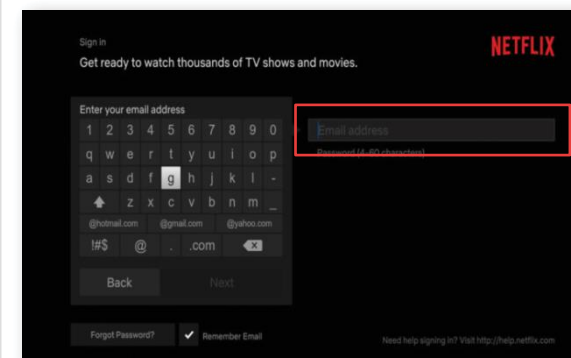 Sign in
NETFLIX
Get ready to watch thousands of TV shows and movies.
Enter your email address
1 2 3 4 5 6 7 8 9 0
Email address
q w e r t y u i o p
Password (4-60 characters)
a s d f g h j k l -
z x c v b n m _
@hotmail.com @gmail.com @yahoo.com
!#$ @ . .com
Back Next
Forgot Password? Remember Email
Need help signing in? Visit http://help.netflix.com